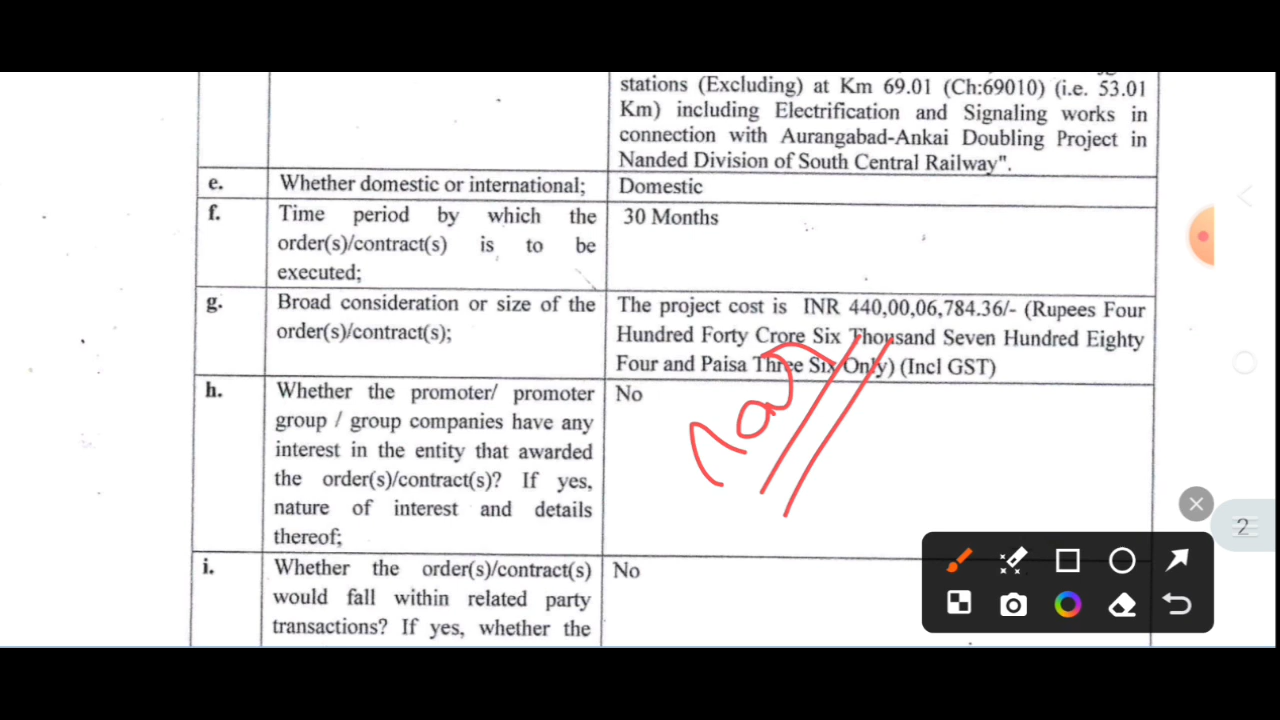 stations (Excluding) at Km 69.01 (Ch:69010) (i.e. 53.01
Km) including Electrification and Signaling works in
connection with Aurangabad-Ankai Doubling Project in
Nanded Division of South Central Railway".
e. Whether domestic or international; Domestic
f. Time period by which the 30 Months
order(s)/contract(s) is to be
executed;
g. Broad consideration or size of the The project cost is INR 440,00,06,784.36/- (Rupees Four
order(s)/contract(s); Hundred Forty Crore Six Thousand Seven Hundred Eighty
Four and Paisa Three Six Only) (Incl GST)
h. Whether the promoter/ promoter No
group / group companies have any
interest in the entity that awarded
the order(s)/contract(s)? If yes,
nature of interest and details
thereof;
i. Whether the order(s)/contract(s) No
would fall within related party
transactions? If yes, whether the
2